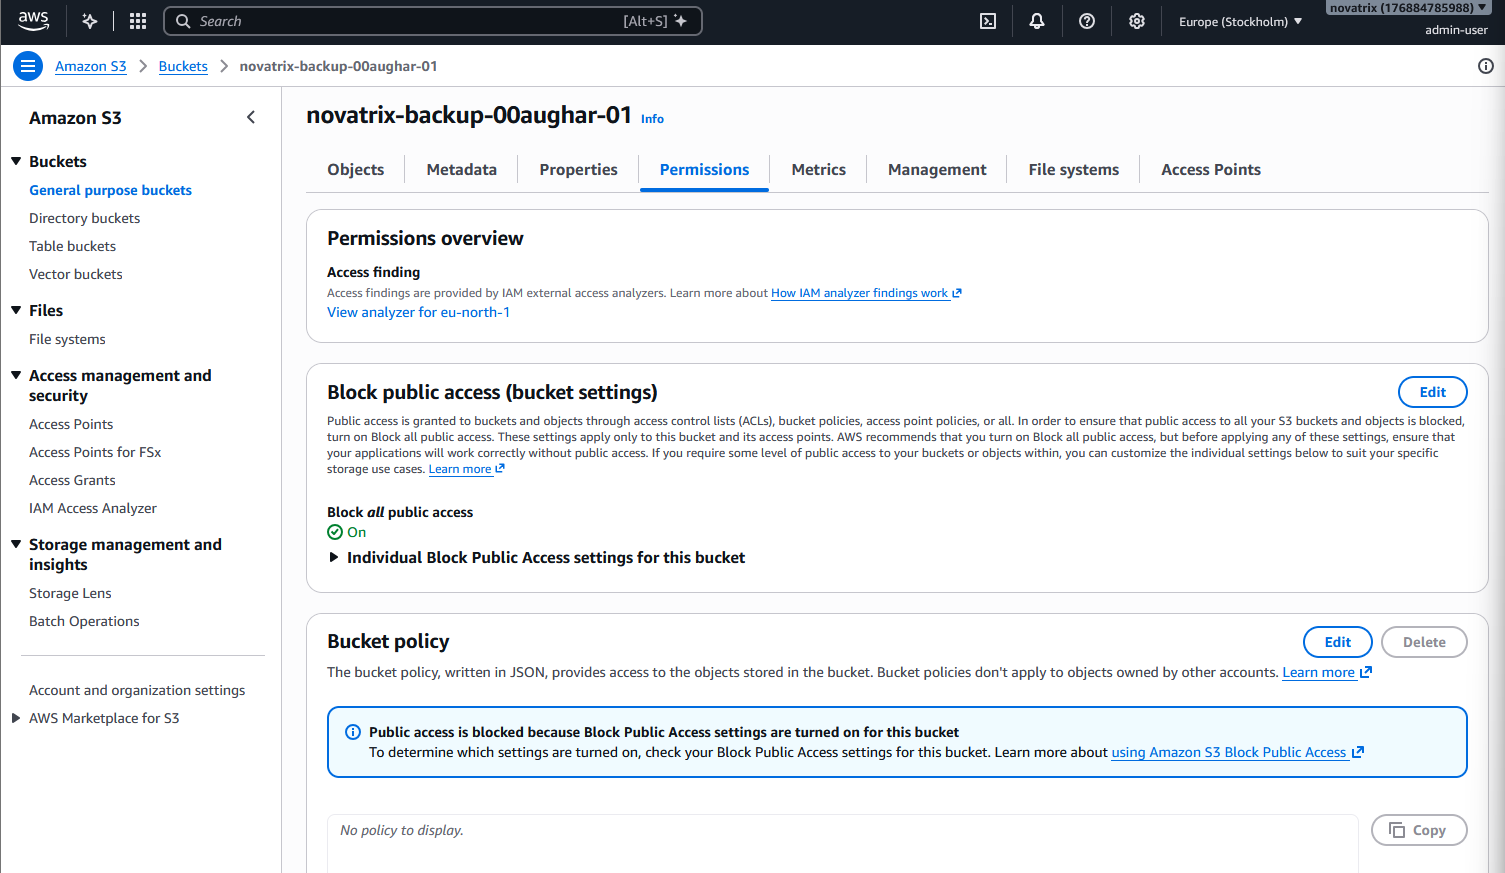 aws
Search
[Alt+S]
Europe (Stockholm)
novatrix (176884785988)
admin-user
Amazon S3
Buckets
novatrix-backup-00aughar-01
Amazon S3
Buckets
General purpose buckets
Directory buckets
Table buckets
Vector buckets
Files
File systems
Access management and
security
Access Points
Access Points for FSx
Access Grants
IAM Access Analyzer
Storage management and
insights
Storage Lens
Batch Operations
Account and organization settings
AWS Marketplace for S3
novatrix-backup-00aughar-01 Info
Objects
Metadata
Properties
Permissions
Metrics
Management
File systems
Access Points
Permissions overview
Access finding
Access findings are provided by IAM external access analyzers. Learn more about How IAM analyzer findings work
View analyzer for eu-north-1
Block public access (bucket settings)
Edit
Public access is granted to buckets and objects through access control lists (ACLs), bucket policies, access point policies, or all. In order to ensure that public access to all your S3 buckets and objects is blocked,
turn on Block all public access. These settings apply only to this bucket and its access points. AWS recommends that you turn on Block all public access, but before applying any of these settings, ensure that
your applications will work correctly without public access. If you require some level of public access to your buckets or objects within, you can customize the individual settings below to suit your specific
storage use cases. Learn more
Block all public access
On
Individual Block Public Access settings for this bucket
Bucket policy
Edit
Delete
The bucket policy, written in JSON, provides access to the objects stored in the bucket. Bucket policies don't apply to objects owned by other accounts. Learn more
Public access is blocked because Block Public Access settings are turned on for this bucket
To determine which settings are turned on, check your Block Public Access settings for this bucket. Learn more about using Amazon S3 Block Public Access
No policy to display.
Copy